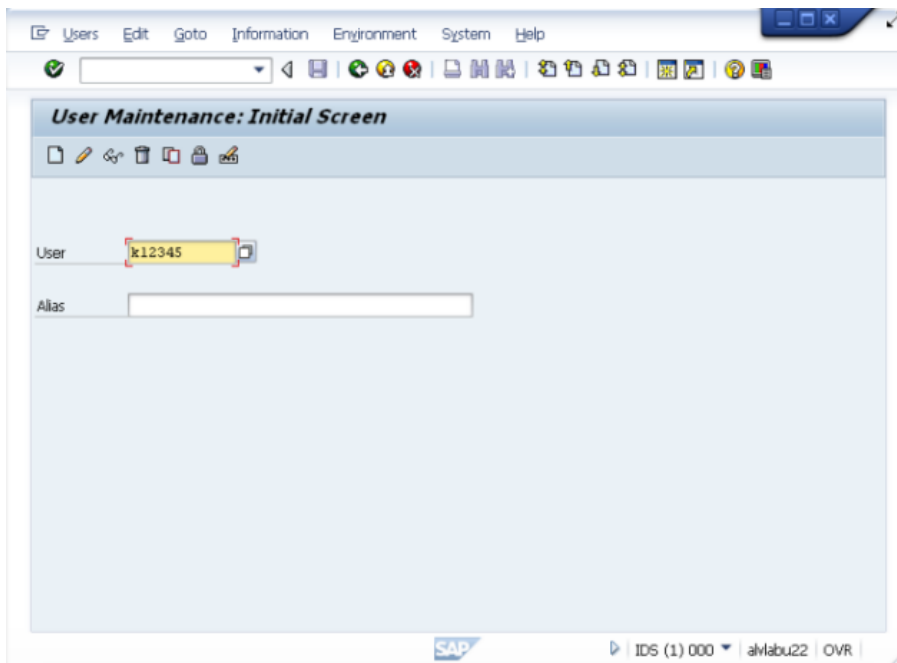 Users Edit Goto Information Environment System Help
User Maintenance: Initial Screen
User k12345
Alias
SAP
IDS (1) 000 alvlabu22 OVR